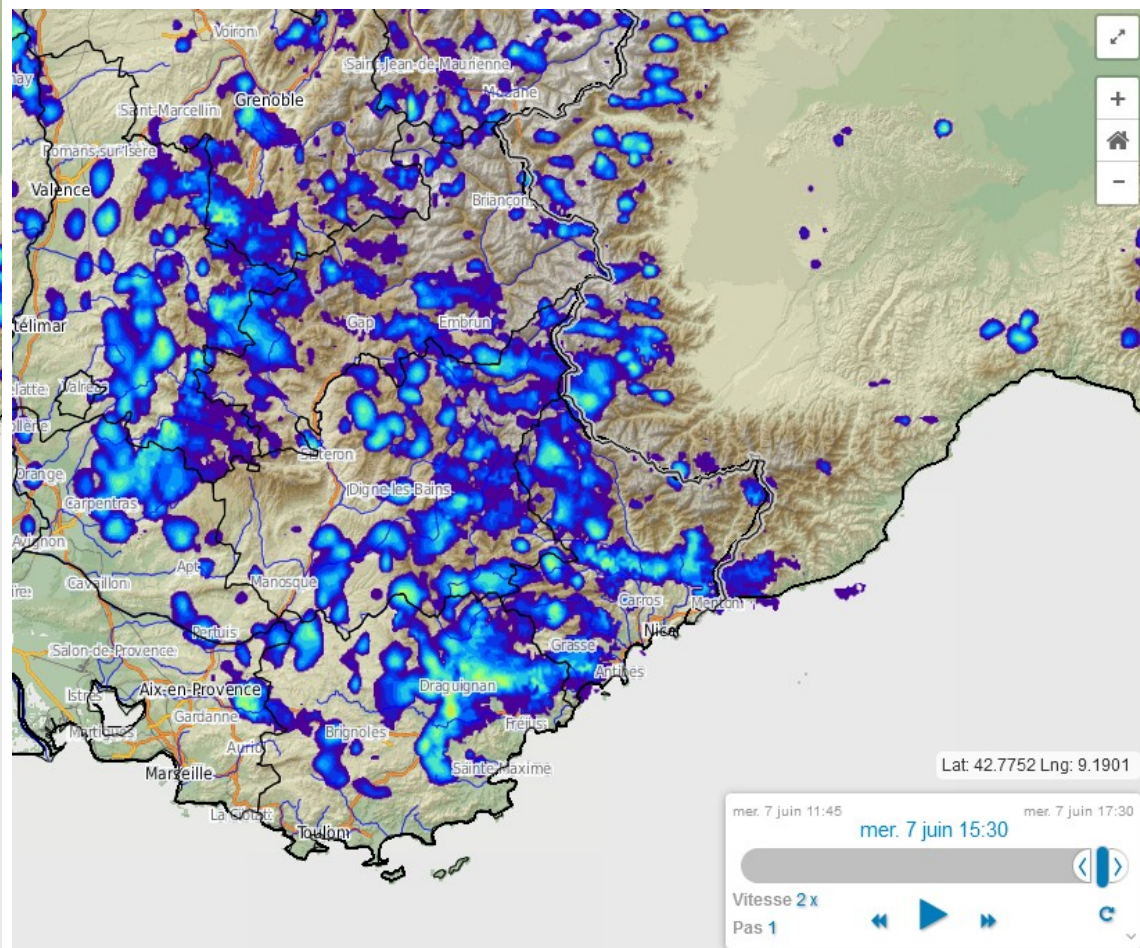 Voiron
Saint-Jean-de-Maurienne
Modane
Grenoble
Saint-Marcellin
Romans-sur-Isère
Valence
Briançon
télimar
Gap
Embrun
Valréas
ollène
Orange
Sisteron
Carpentras
Digne-les-Bains
Avignon
Apt
Cavaillon
Manosque
Carros
Menton
Pertuis
Nice
Salon-de-Provence
Grasse
Antibes
Istres
Aix-en-Provence
Draguignan
Gardanne
Fréjus
Martigues
Brignoles
Marseille
Sainte-Maxime
La Ciotat
Toulon
Lat: 42.7752 Lng: 9.1901
mer. 7 juin 11:45
mer. 7 juin 17:30
mer. 7 juin 15:30
Vitesse 2 x
Pas 1